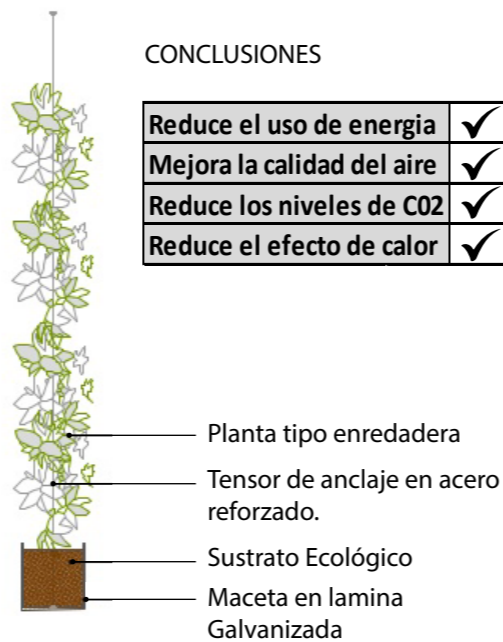 CONCLUSIONES
Reduce el uso de energia
Mejora la calidad del aire
Reduce los niveles de C02
Reduce el efecto de calor
Planta tipo enredadera
Tensor de anclaje en acero
reforzado.
Sustrato Ecológico
Maceta en lamina
Galvanizada